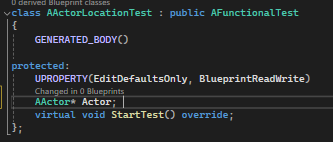 0 derived Blueprint classes
class AActorLocationTest : public AFunctionalTest
{
GENERATED_BODY()
protected:
UPROPERTY(EditDefaultsOnly, BlueprintReadWrite)
Changed in 0 Blueprints
AActor* Actor;
virtual void StartTest() override;
};